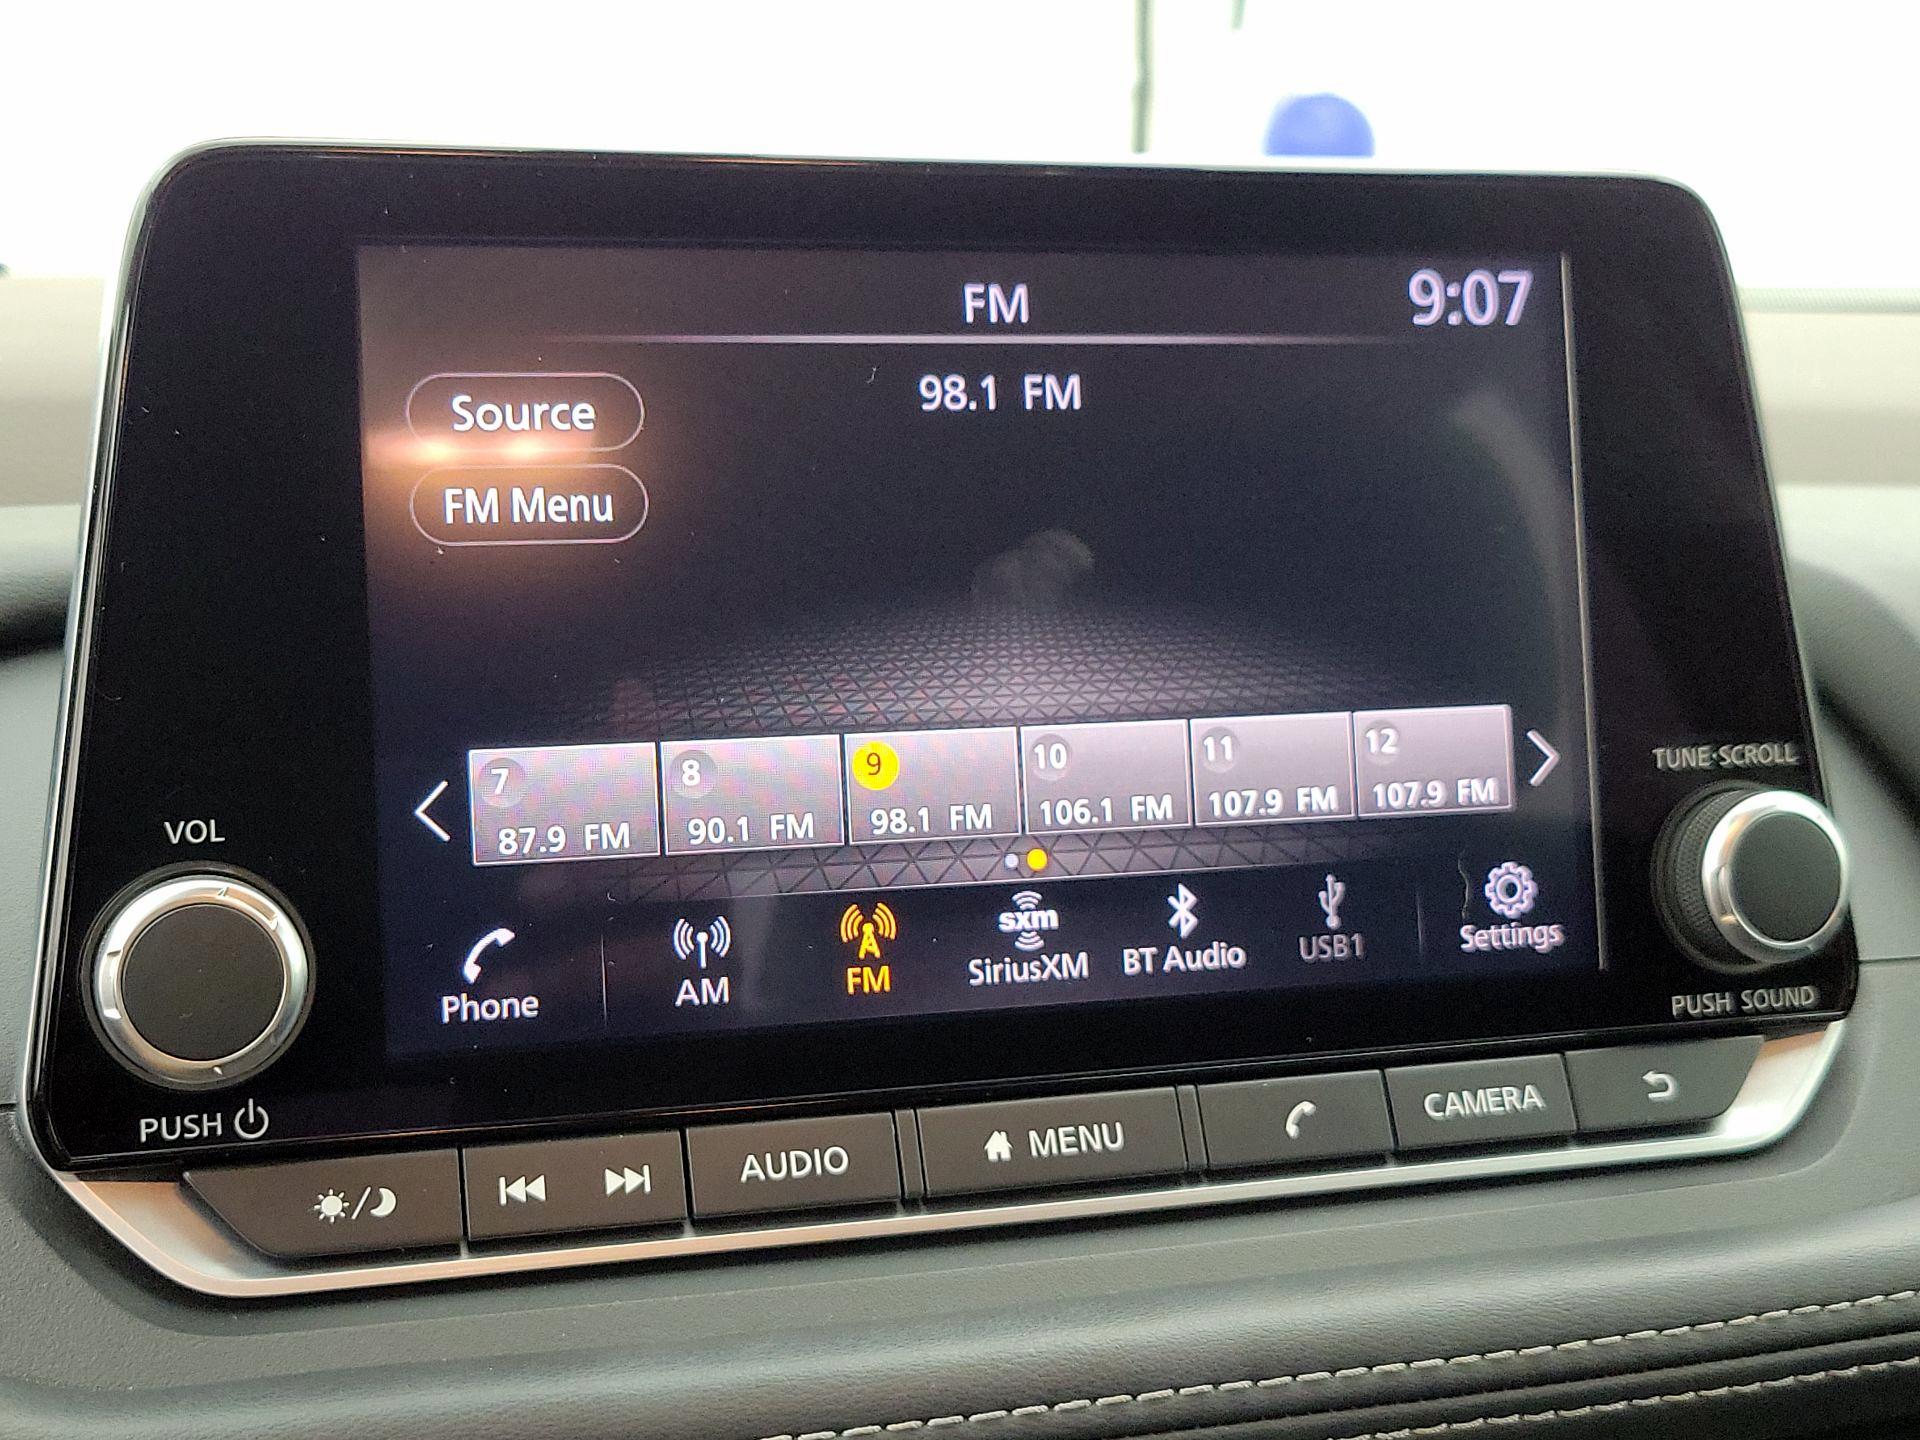 FM
9:07
98.1 FM
Source
FM Menu
7
8
9
10
11
12
87.9 FM
90.1 FM
98.1 FM
106.1 FM
107.9 FM
107.9 FM
TUNE·SCROLL
VOL
sxm
Phone
AM
FM
SiriusXM
BT Audio
USB1
Settings
PUSH SOUND
PUSH
AUDIO
MENU
CAMERA